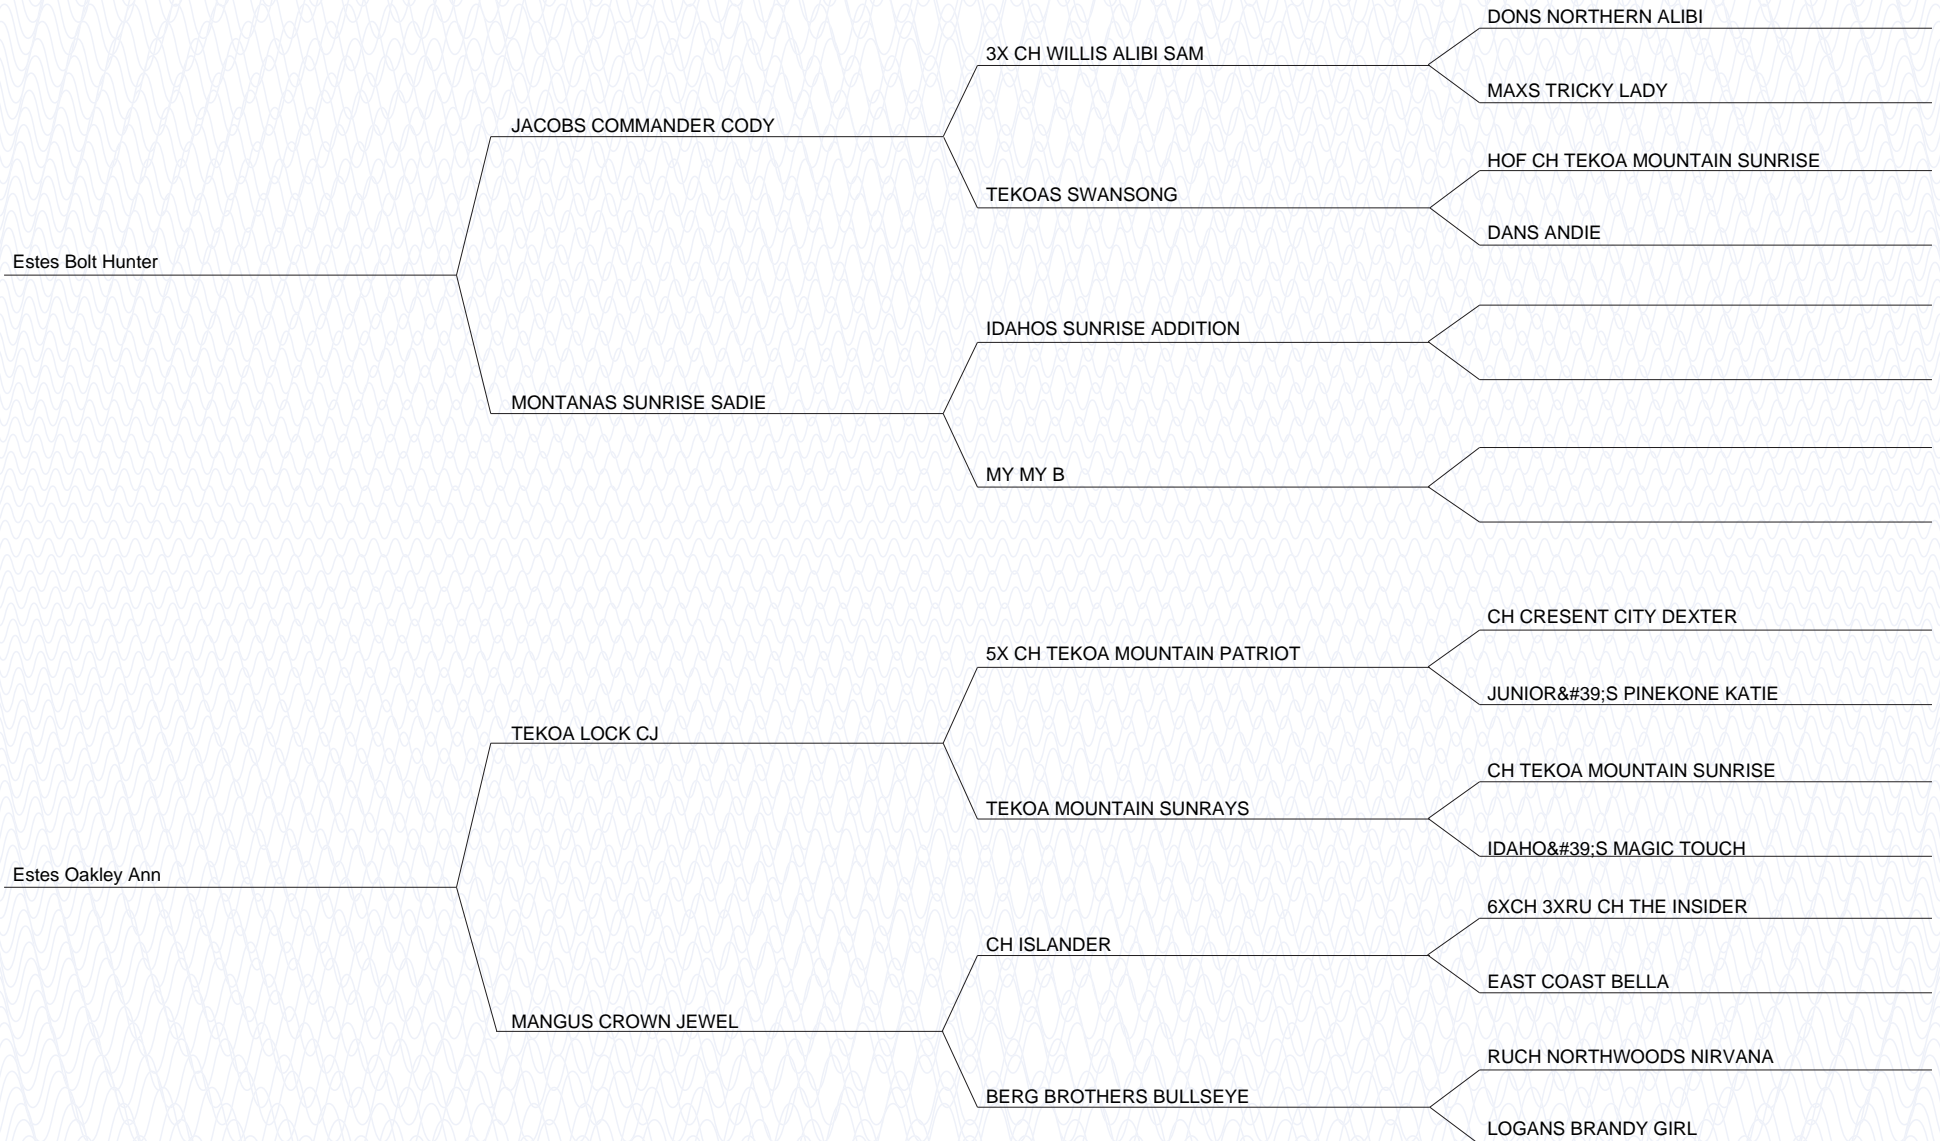 DONS NORTHERN ALIBI
3X CH WILLIS ALIBI SAM
MAXS TRICKY LADY
JACOBS COMMANDER CODY
HOF CH TEKOA MOUNTAIN SUNRISE
TEKOAS SWANSONG
DANS ANDIE
Estes Bolt Hunter
IDAHOS SUNRISE ADDITION
MONTANAS SUNRISE SADIE
MY MY B
CH CRESENT CITY DEXTER
5X CH TEKOA MOUNTAIN PATRIOT
JUNIOR&#39;S PINEKONE KATIE
TEKOA LOCK CJ
CH TEKOA MOUNTAIN SUNRISE
TEKOA MOUNTAIN SUNRAYS
IDAHO&#39;S MAGIC TOUCH
Estes Oakley Ann
6XCH 3XRU CH THE INSIDER
CH ISLANDER
EAST COAST BELLA
MANGUS CROWN JEWEL
RUCH NORTHWOODS NIRVANA
BERG BROTHERS BULLSEYE
LOGANS BRANDY GIRL